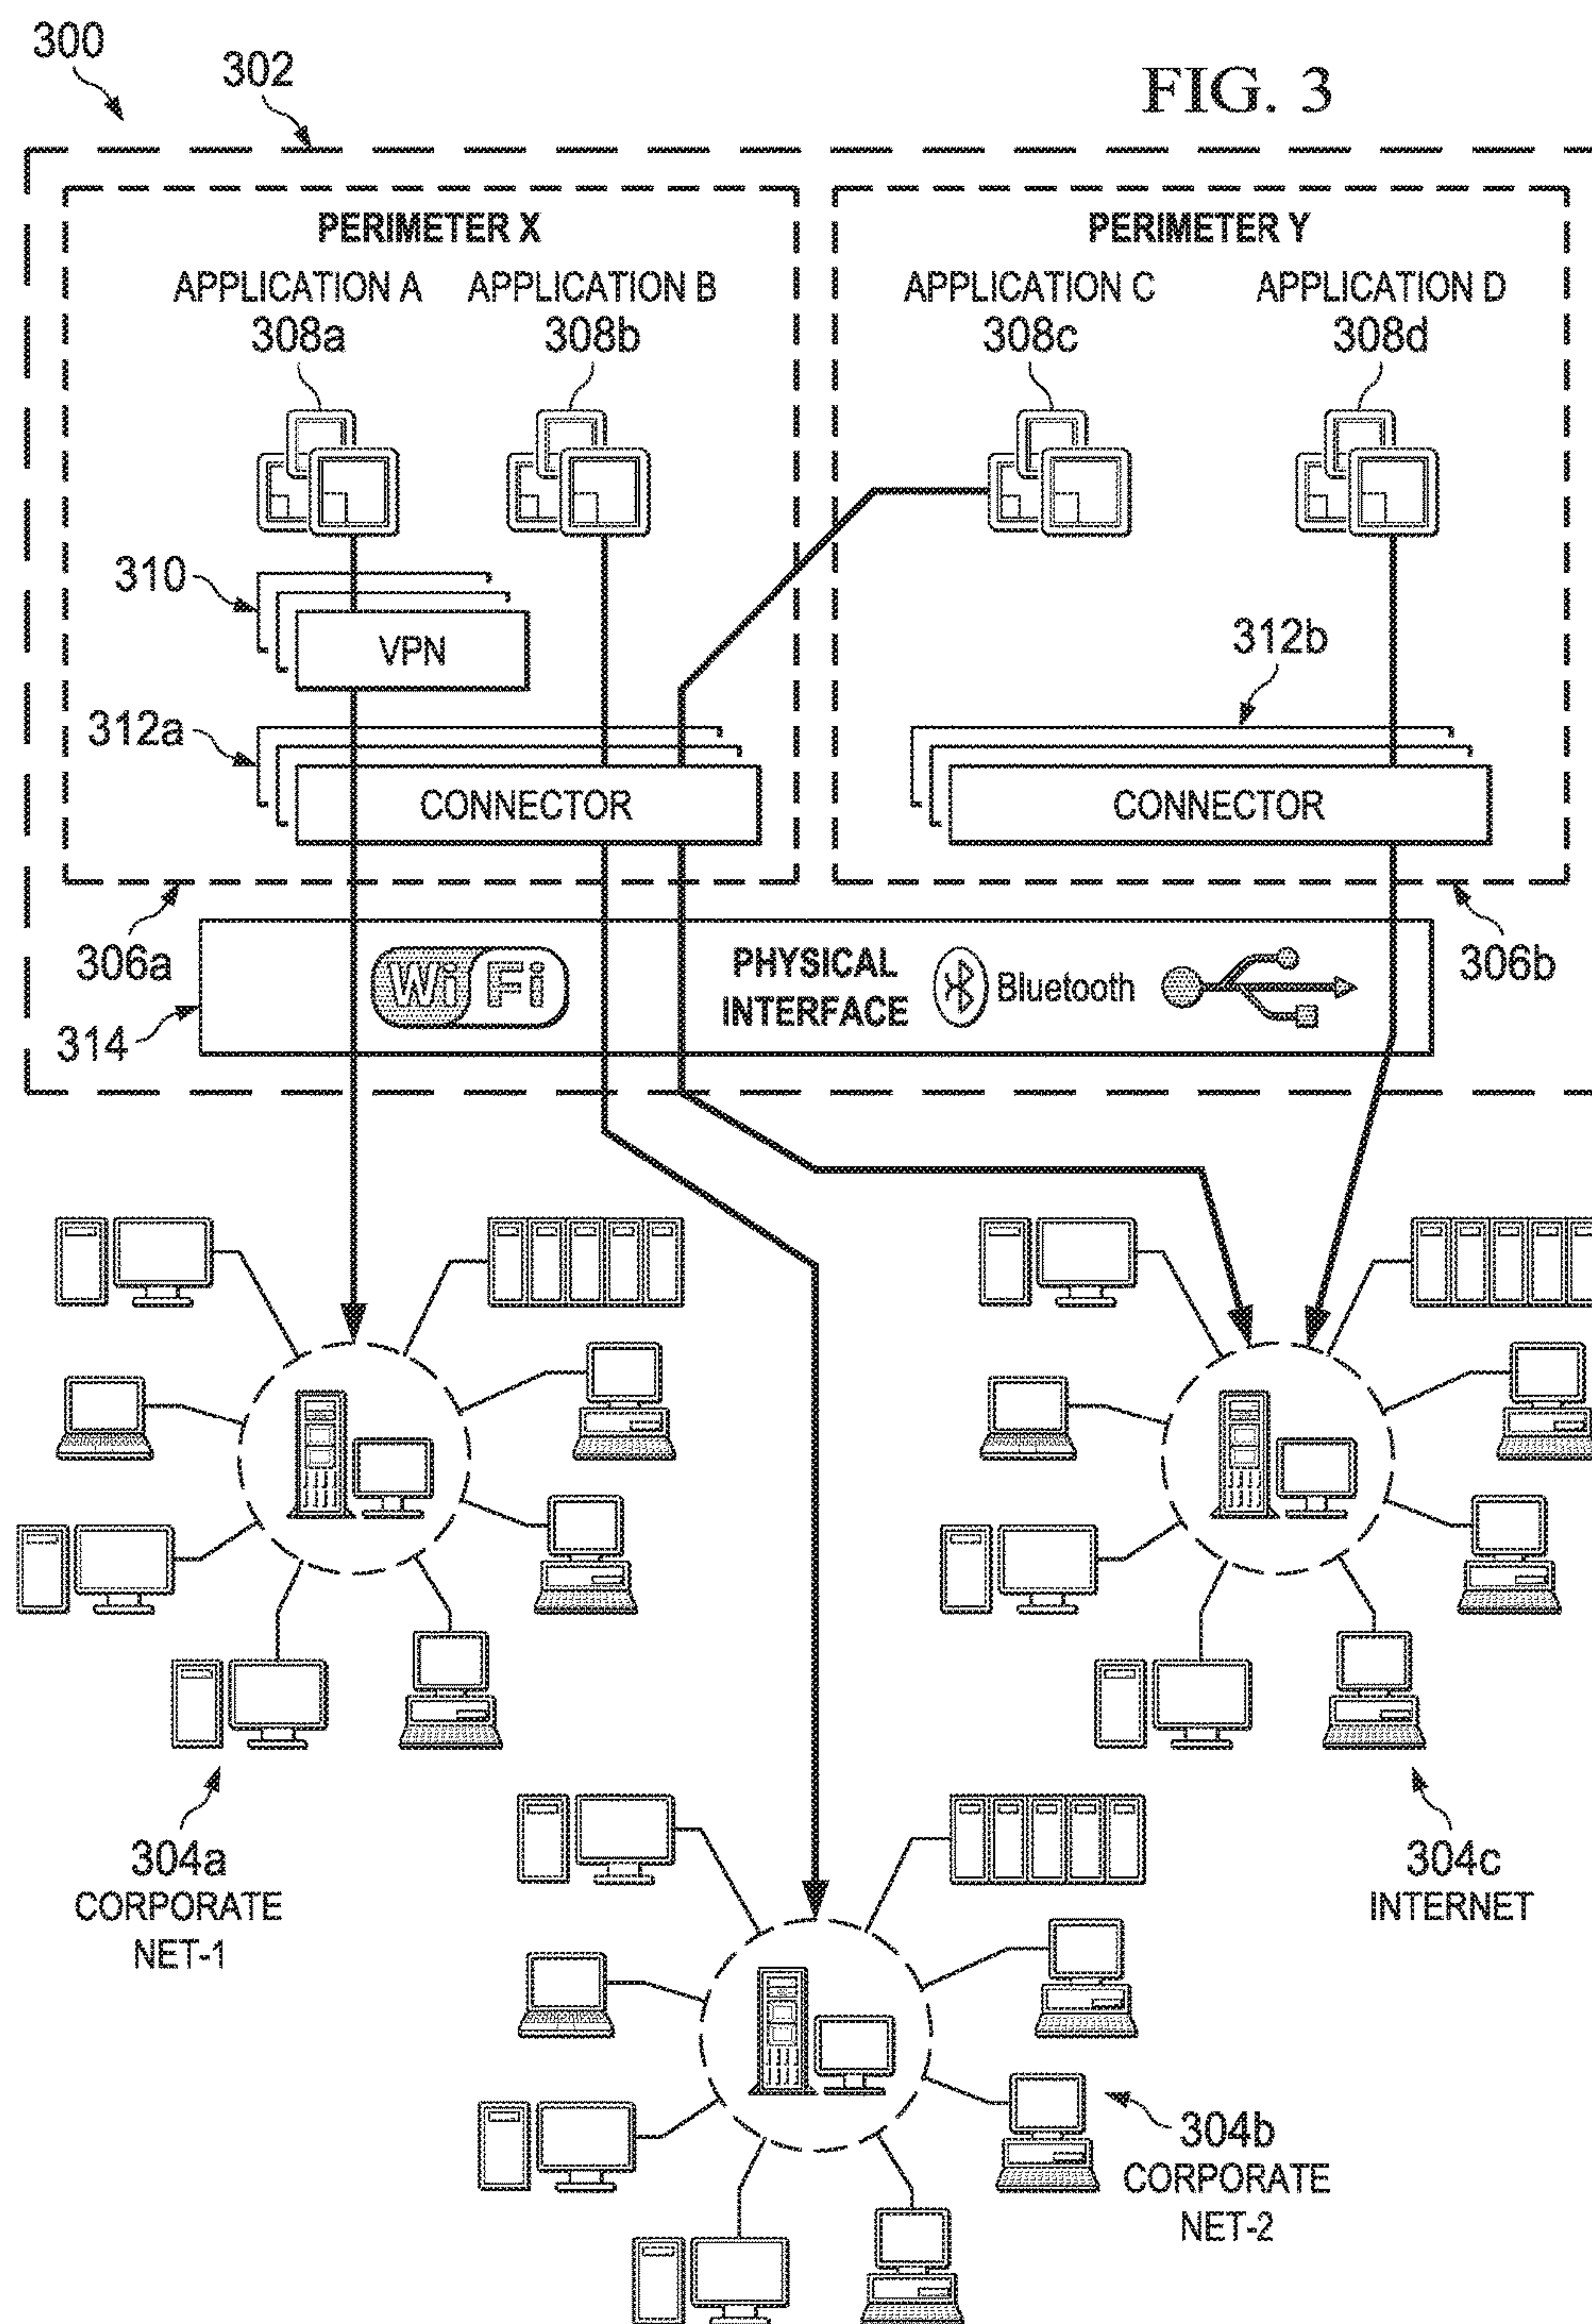 300
302
FIG. 3
PERIMETER X
PERIMETER Y
APPLICATION A
APPLICATION B
APPLICATION C
APPLICATION D
308a
308b
308c
308d
310
VPN
312b
312a
CONNECTOR
CONNECTOR
306a
306b
WiFi
PHYSICAL
INTERFACE
Bluetooth
314
304a
CORPORATE
NET-1
304c
INTERNET
304b
CORPORATE
NET-2